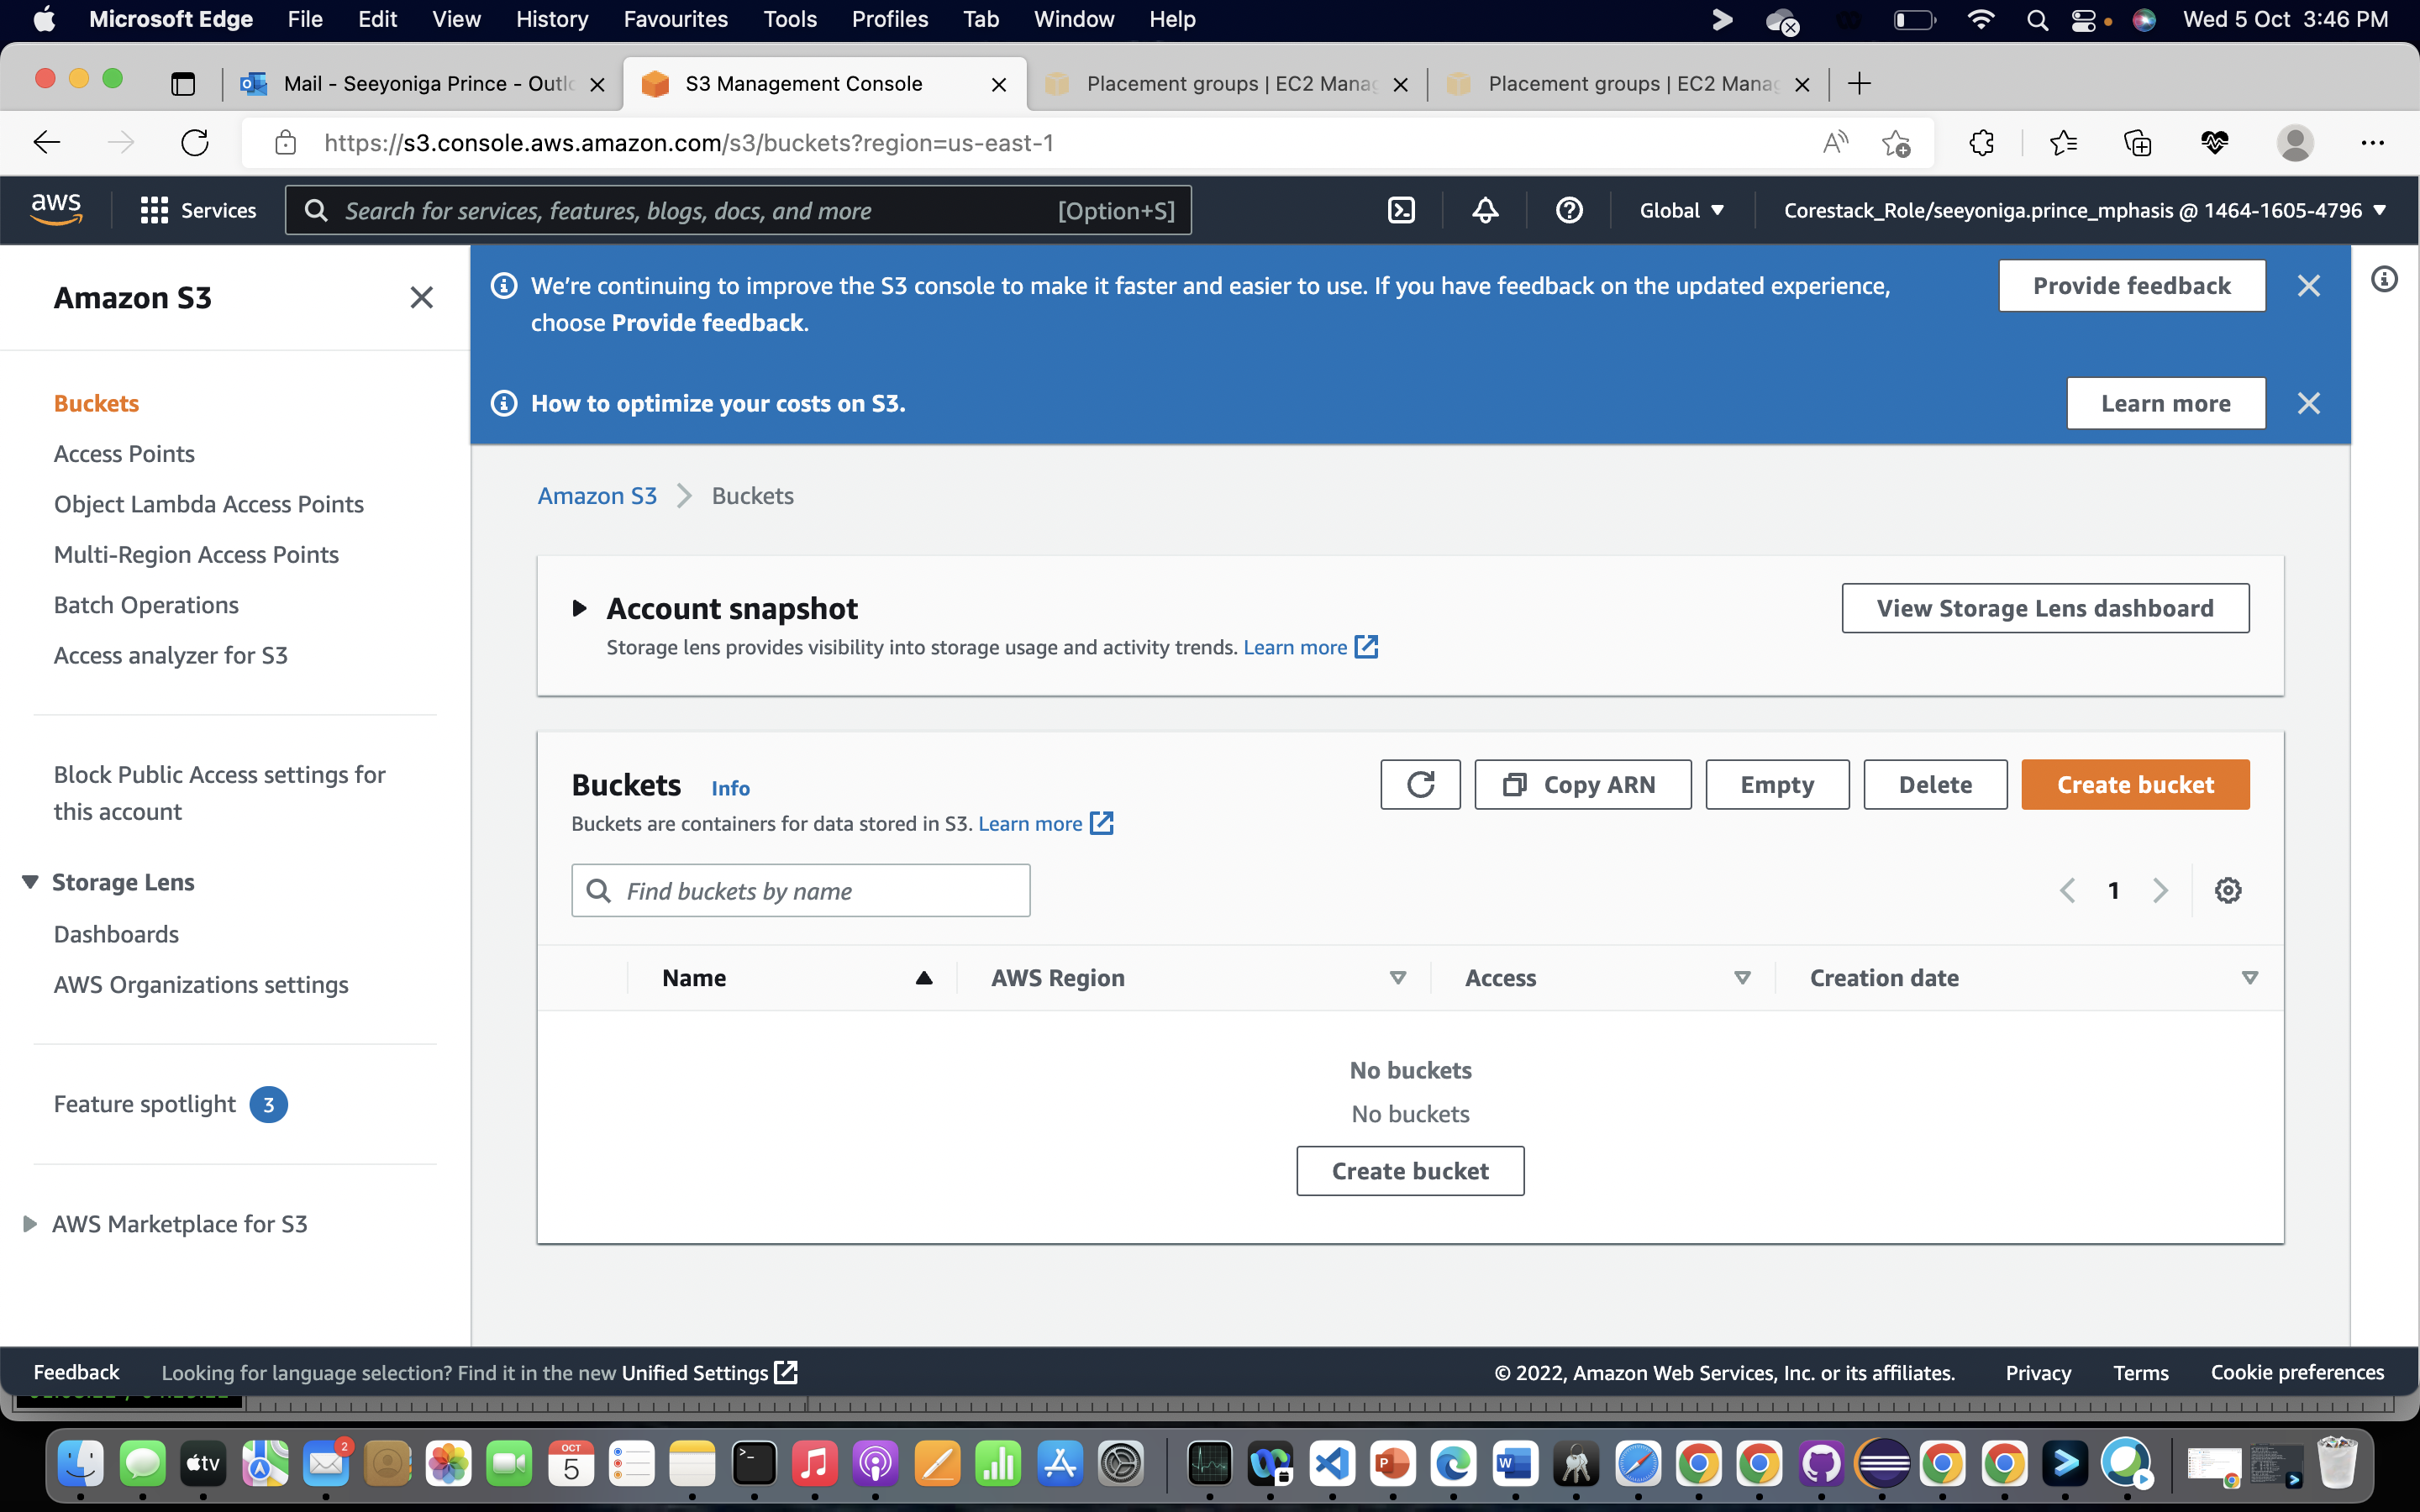 Microsoft Edge File Edit View History Favourites Tools Profiles Tab Window Help Wed 5 Oct 3:46 PM
Mail - Seeyoniga Prince - Outlo S3 Management Console Placement groups | EC2 Manag Placement groups | EC2 Manag
https://s3.console.aws.amazon.com/s3/buckets?region=us-east-1
aws Services Search for services, features, blogs, docs, and more [Option+S] Global Corestack_Role/seeyoniga.prince_mphasis @ 1464-1605-4796
Amazon S3
Buckets
Access Points
Object Lambda Access Points
Multi-Region Access Points
Batch Operations
Access analyzer for S3
Block Public Access settings for
this account
Storage Lens
Dashboards
AWS Organizations settings
Feature spotlight 3
AWS Marketplace for S3
We're continuing to improve the S3 console to make it faster and easier to use. If you have feedback on the updated experience,
choose Provide feedback.
Provide feedback
How to optimize your costs on S3.
Learn more
Amazon S3 Buckets
Account snapshot
Storage lens provides visibility into storage usage and activity trends. Learn more
View Storage Lens dashboard
Buckets Info
Buckets are containers for data stored in S3. Learn more
Copy ARN Empty Delete Create bucket
Find buckets by name
1
Name AWS Region Access Creation date
No buckets
No buckets
Create bucket
Feedback Looking for language selection? Find it in the new Unified Settings © 2022, Amazon Web Services, Inc. or its affiliates. Privacy Terms Cookie preferences
tv 2 OCT 5 P W